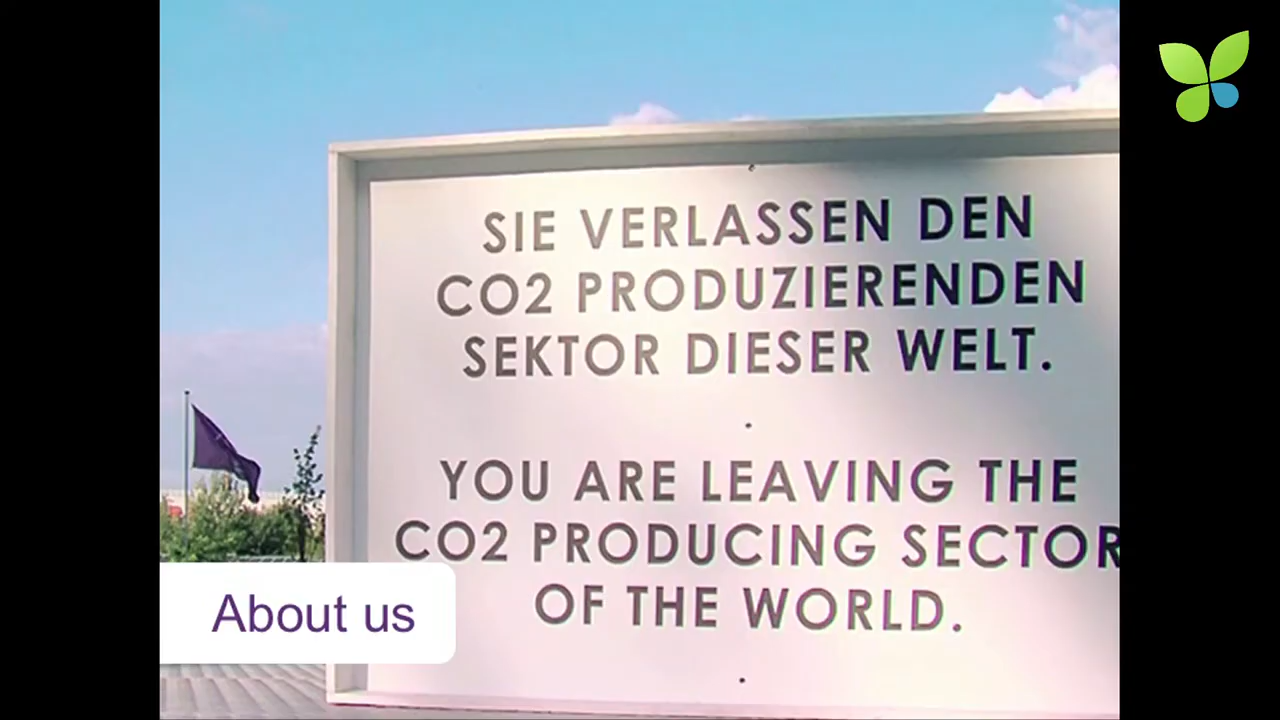 SIE VERLASSEN DEN
CO2 PRODUZIERENDEN
SEKTOR DIESER WELT.
YOU ARE LEAVING THE
CO2 PRODUCING SECTOR
OF THE WORLD.
About us